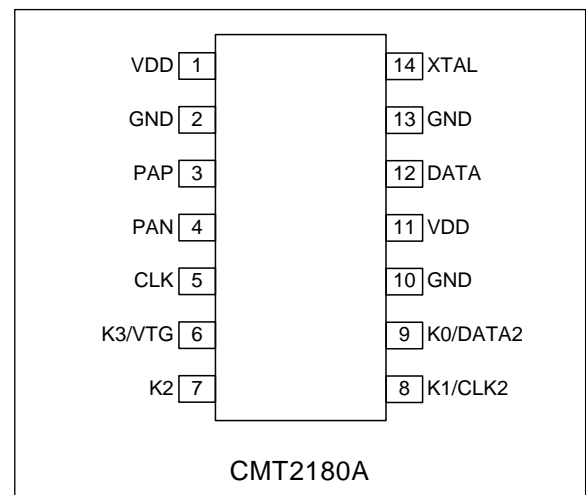 VDD 1 14 XTAL
GND 2 13 GND
PAP 3 12 DATA
PAN 4 11 VDD
CLK 5 10 GND
K3/VTG 6 9 K0/DATA2
K2 7 8 K1/CLK2
CMT2180A